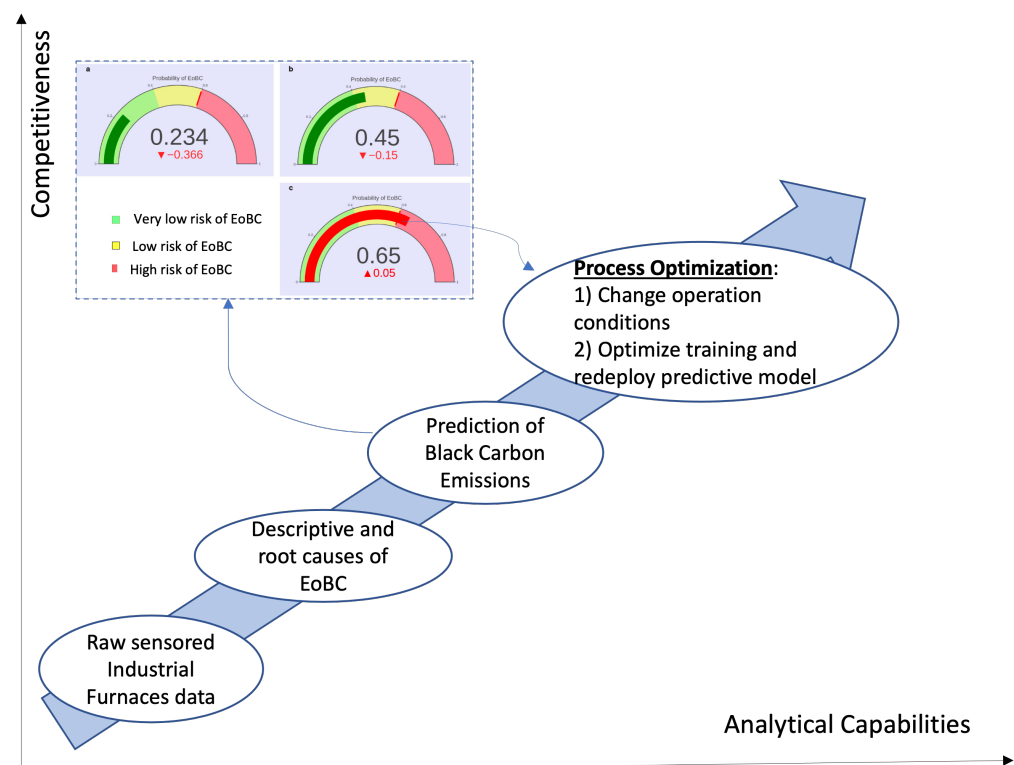 Competitiveness
a
Probability of EoBC
0.234
▼−0.366
b
Probability of EoBC
0.45
▼−0.15
c
Probability of EoBC
0.65
▲0.05
Very low risk of EoBC
Low risk of EoBC
High risk of EoBC
Process Optimization:
1) Change operation
conditions
2) Optimize training and
redeploy predictive model
Prediction of
Black Carbon
Emissions
Descriptive and
root causes of
EoBC
Raw sensored
Industrial
Furnaces data
Analytical Capabilities